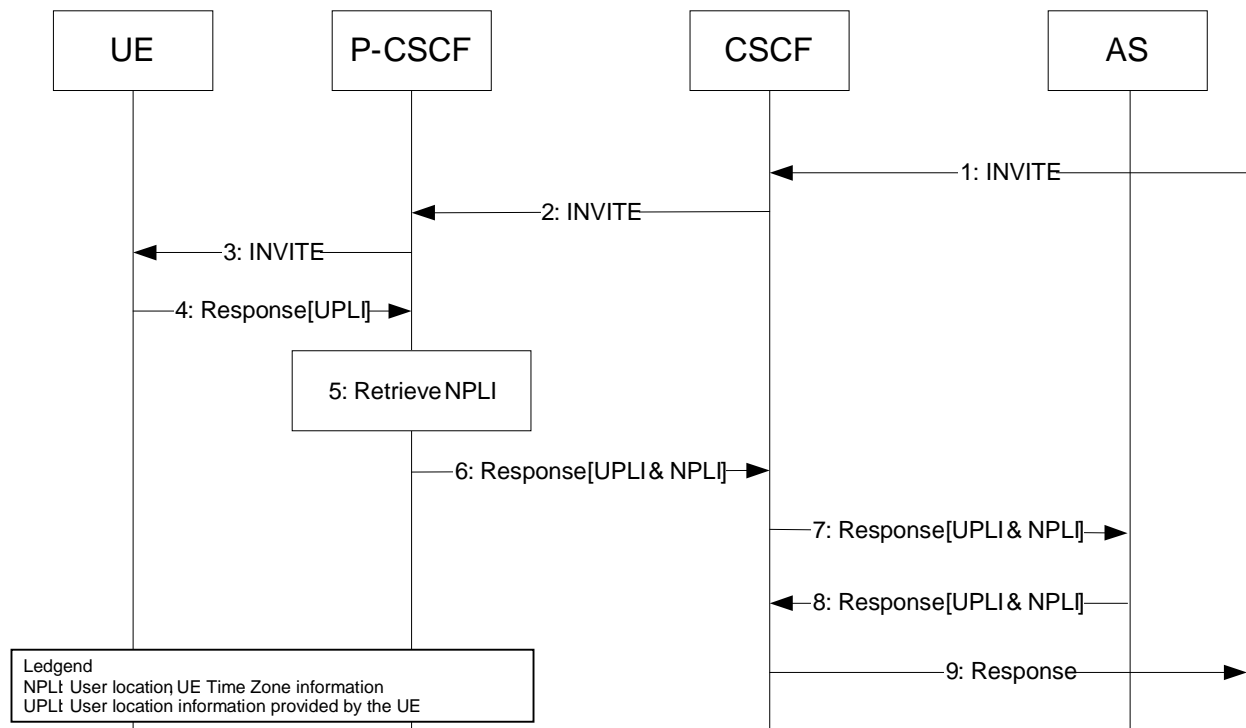 UE
P-CSCF
CSCF
AS
1: INVITE
2: INVITE
3: INVITE
4: Response[UPLI]
5: Retrieve NPLI
6: Response[UPLI & NPLI]
7: Response[UPLI & NPLI]
8: Response[UPLI & NPLI]
9: Response
Ledgend
NPLI: User location, UE Time Zone information
UPLI: User location information provided by the UE